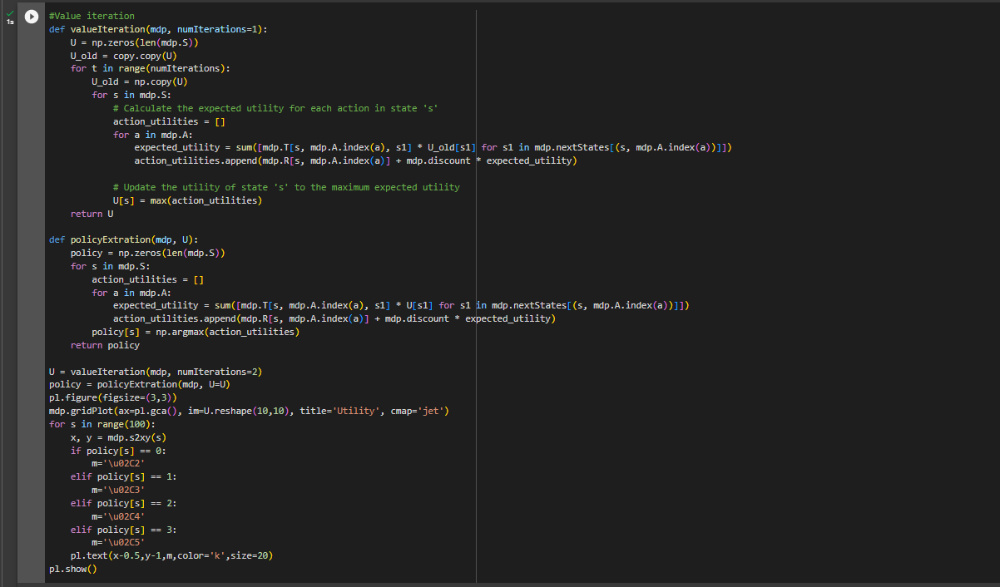 1s
#Value iteration
def valueIteration(mdp, numIterations=1):
    U = np.zeros(len(mdp.S))
    U_old = copy.copy(U)
    for t in range(numIterations):
        U_old = np.copy(U)
        for s in mdp.S:
            # Calculate the expected utility for each action in state 's'
            action_utilities = []
            for a in mdp.A:
                expected_utility = sum([mdp.T[s, mdp.A.index(a), s1] * U_old[s1] for s1 in mdp.nextStates[(s, mdp.A.index(a))]])
                action_utilities.append(mdp.R[s, mdp.A.index(a)] + mdp.discount * expected_utility)

            # Update the utility of state 's' to the maximum expected utility
            U[s] = max(action_utilities)
    return U

def policyExtration(mdp, U):
    policy = np.zeros(len(mdp.S))
    for s in mdp.S:
        action_utilities = []
        for a in mdp.A:
            expected_utility = sum([mdp.T[s, mdp.A.index(a), s1] * U[s1] for s1 in mdp.nextStates[(s, mdp.A.index(a))]])
            action_utilities.append(mdp.R[s, mdp.A.index(a)] + mdp.discount * expected_utility)
        policy[s] = np.argmax(action_utilities)
    return policy

U = valueIteration(mdp, numIterations=2)
policy = policyExtration(mdp, U=U)
pl.figure(figsize=(3,3))
mdp.gridPlot(ax=pl.gca(), im=U.reshape(10,10), title='Utility', cmap='jet')
for s in range(100):
    x, y = mdp.s2xy(s)
    if policy[s] == 0:
        m='\u02C2'
    elif policy[s] == 1:
        m='\u02C3'
    elif policy[s] == 2:
        m='\u02C4'
    elif policy[s] == 3:
        m='\u02C5'
    pl.text(x-0.5,y-1,m,color='k',size=20)
pl.show()